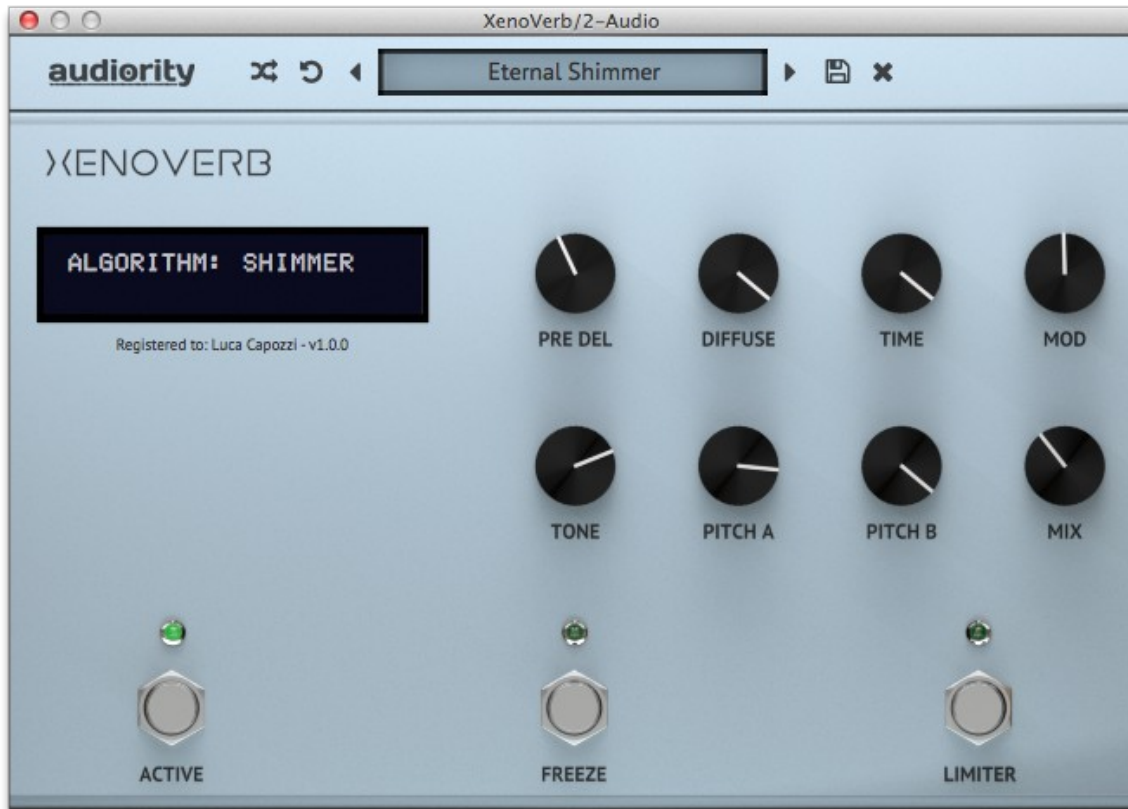 XenoVerb/2-Audio
audiority
Eternal Shimmer
XENOVERB
ALGORITHM: SHIMMER
Registered to: Luca Capozzi - v1.0.0
PRE DEL DIFFUSE TIME MOD
TONE PITCH A PITCH B MIX
ACTIVE FREEZE LIMITER